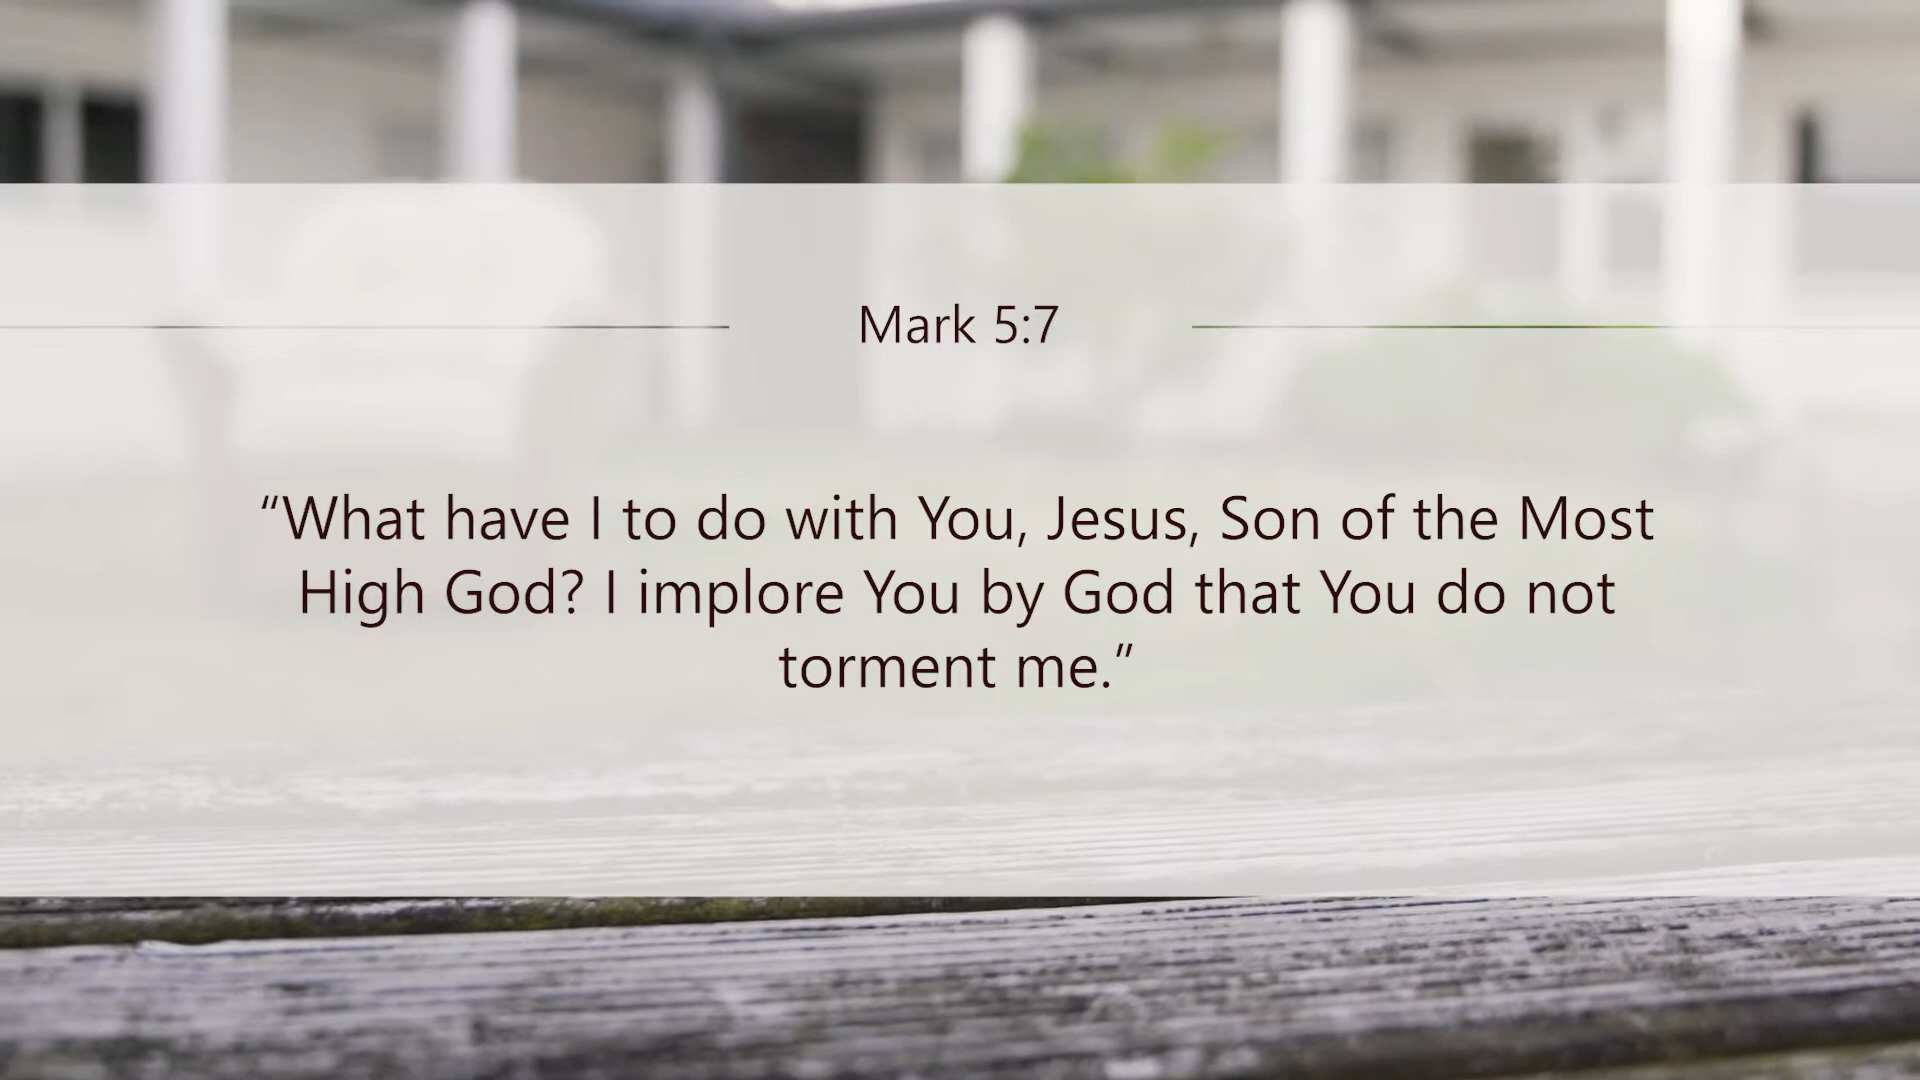 Mark 5:7
“What have I to do with You, Jesus, Son of the Most
High God? I implore You by God that You do not
torment me.”